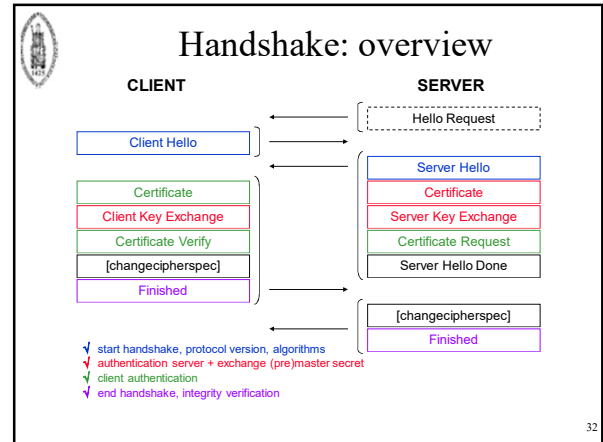 Handshake: overview
CLIENT
SERVER
Hello Request
Client Hello
Server Hello
Certificate
Certificate
Client Key Exchange
Server Key Exchange
Certificate Verify
Certificate Request
[changecipherspec]
Server Hello Done
Finished
[changecipherspec]
Finished
√ start handshake, protocol version, algorithms
√ authentication server + exchange (pre)master secret
√ client authentication
√ end handshake, integrity verification
32
1425